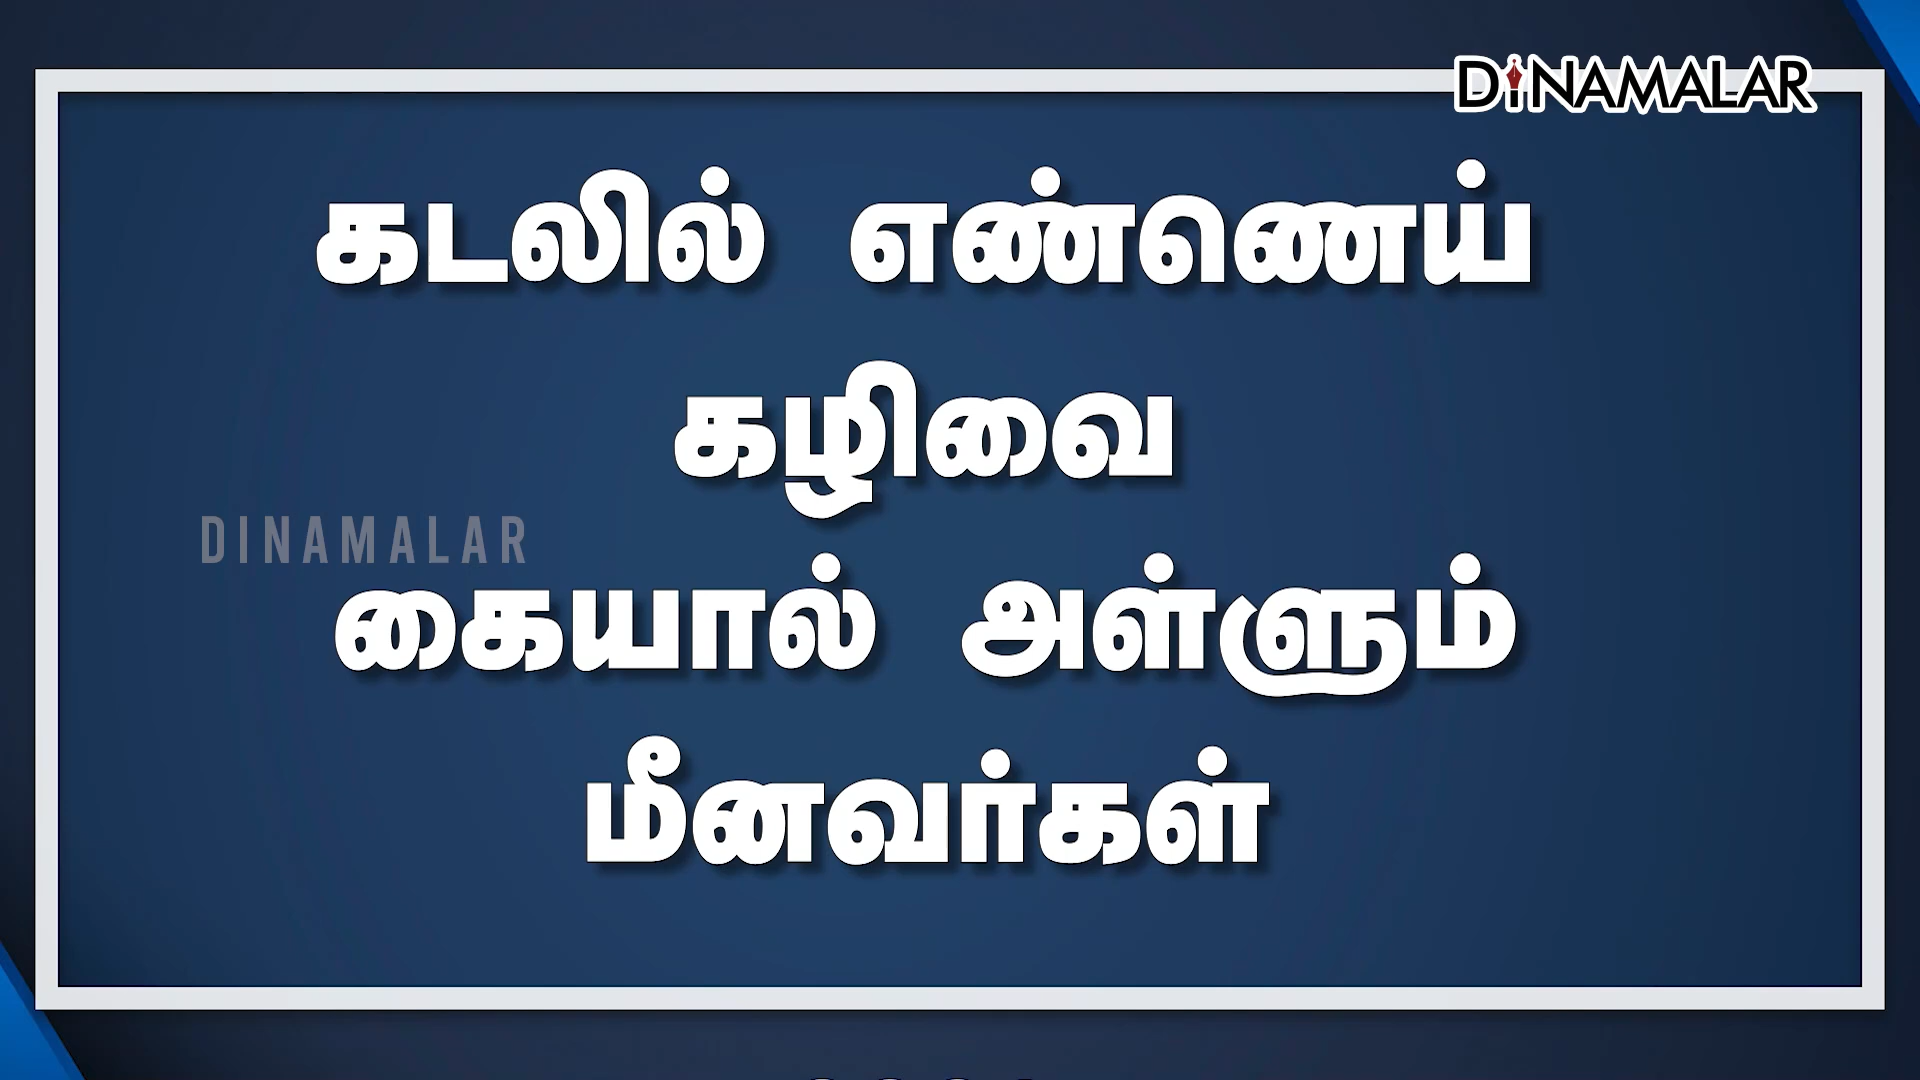 DINAMALAR
கடலில் எண்ணெய்
கழிவை
DINAMALAR
கையால் அள்ளும்
மீனவர்கள்